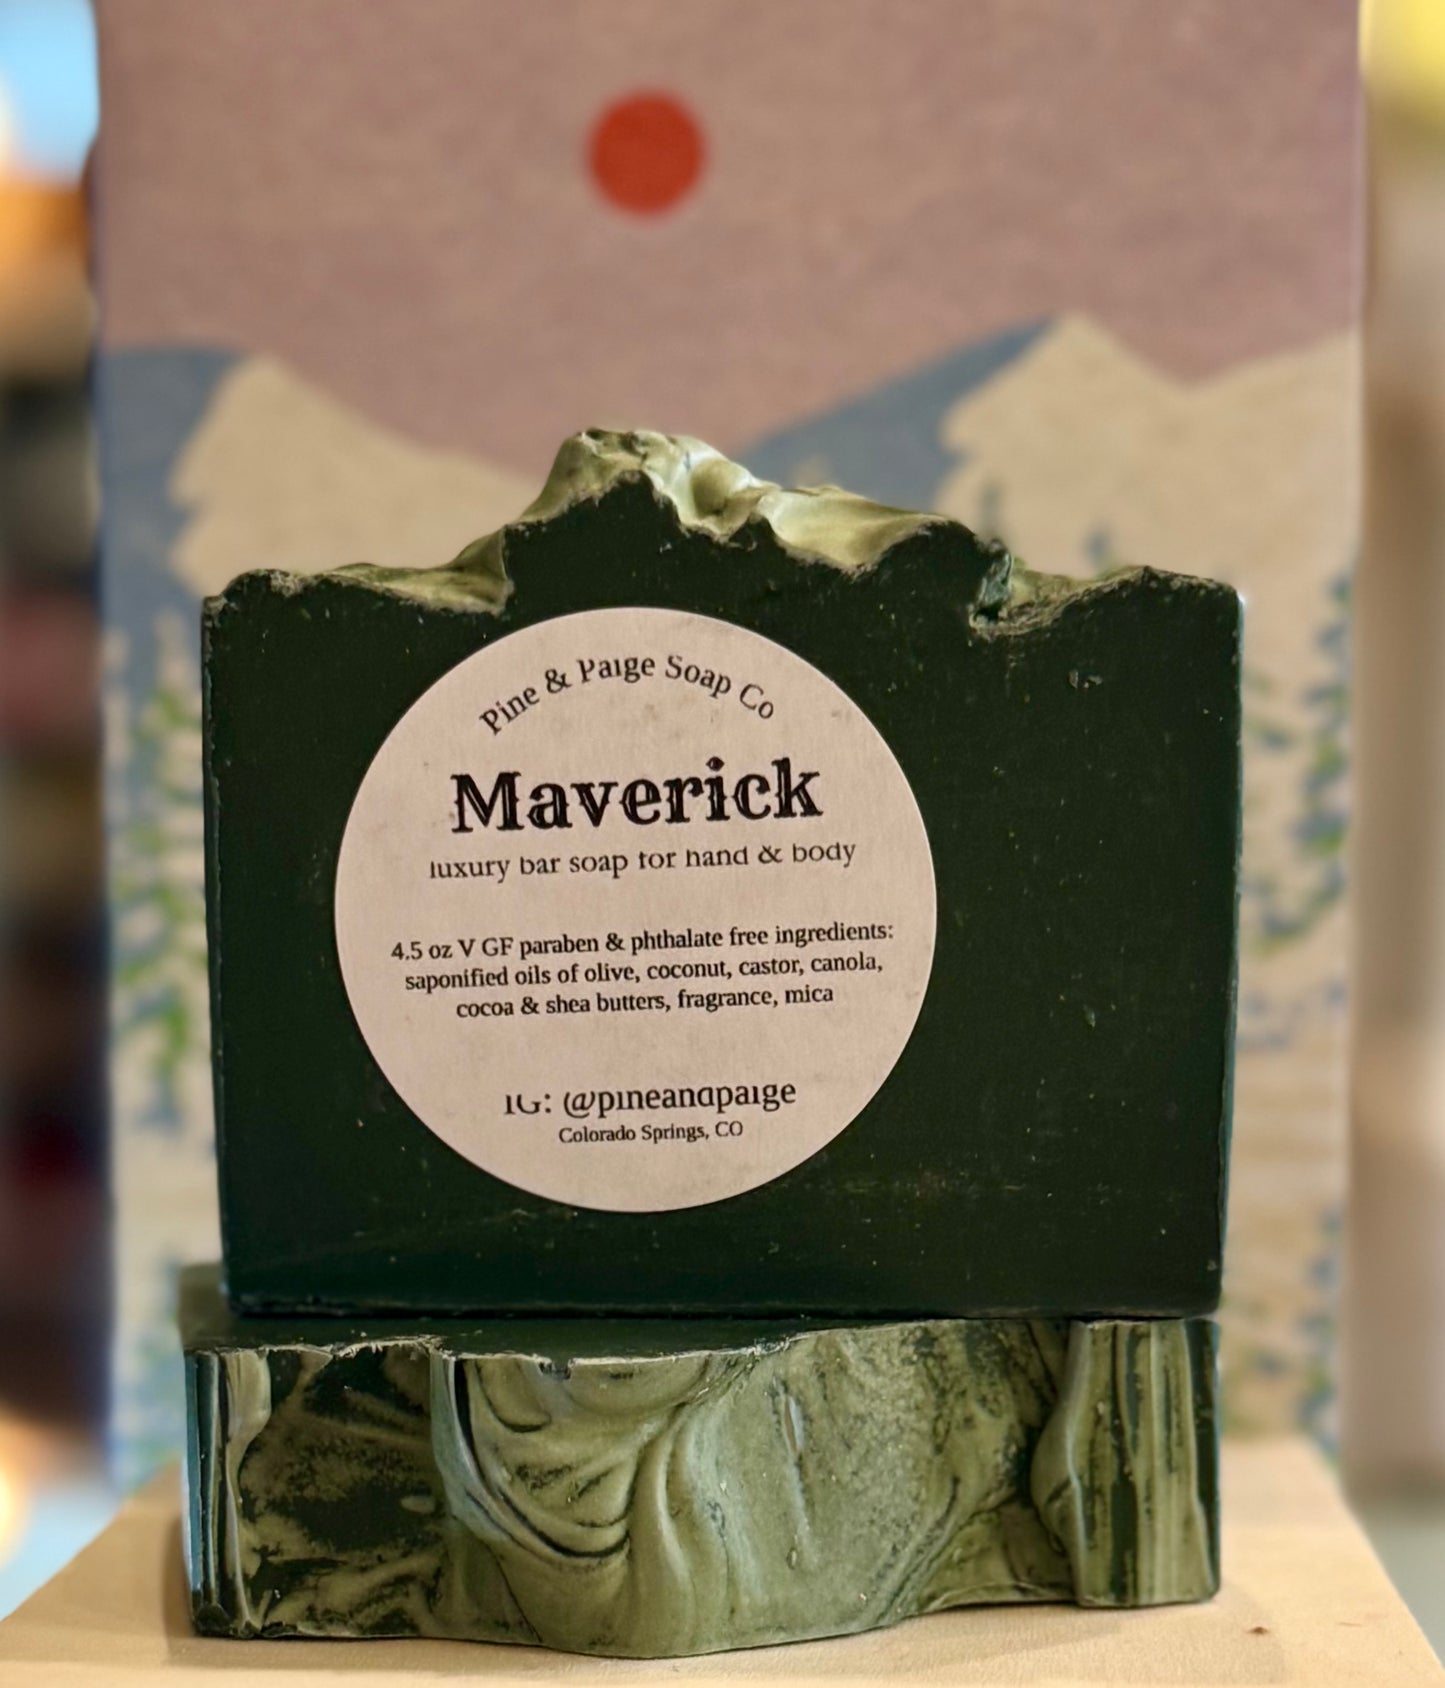 Pine & Paige Soap Co
Maverick
luxury bar soap for hand & body
4.5 oz V GF paraben & phthalate free ingredients:
saponified oils of olive, coconut, castor, canola,
cocoa & shea butters, fragrance, mica
IG: @pineandpaige
Colorado Springs, CO